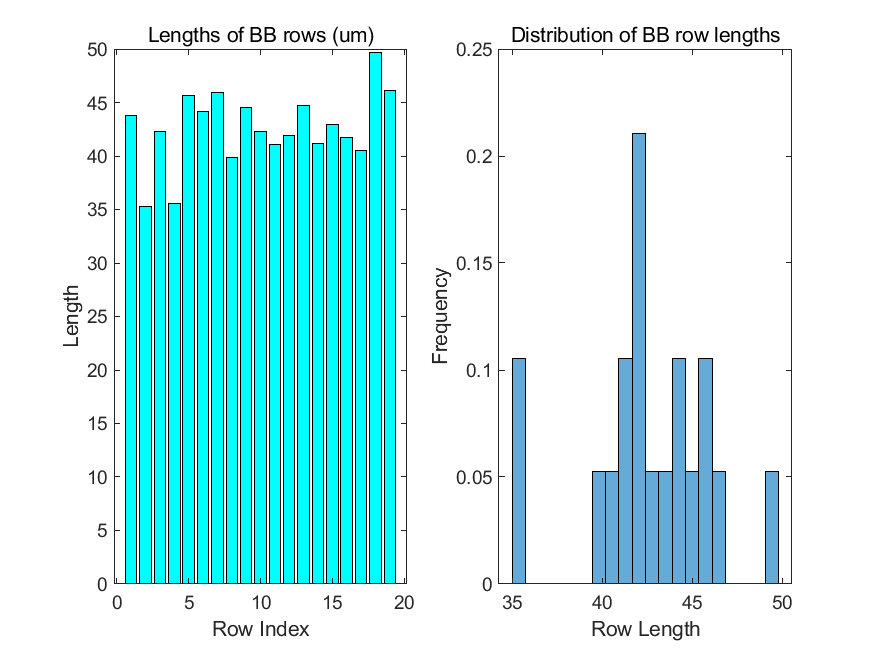 Lengths of BB rows (um)
50
45
40
35
30
25
20
15
10
5
0
Length
0 5 10 15 20
Row Index
Distribution of BB row lengths
0.25
0.2
0.15
0.1
0.05
0
Frequency
35 40 45 50
Row Length